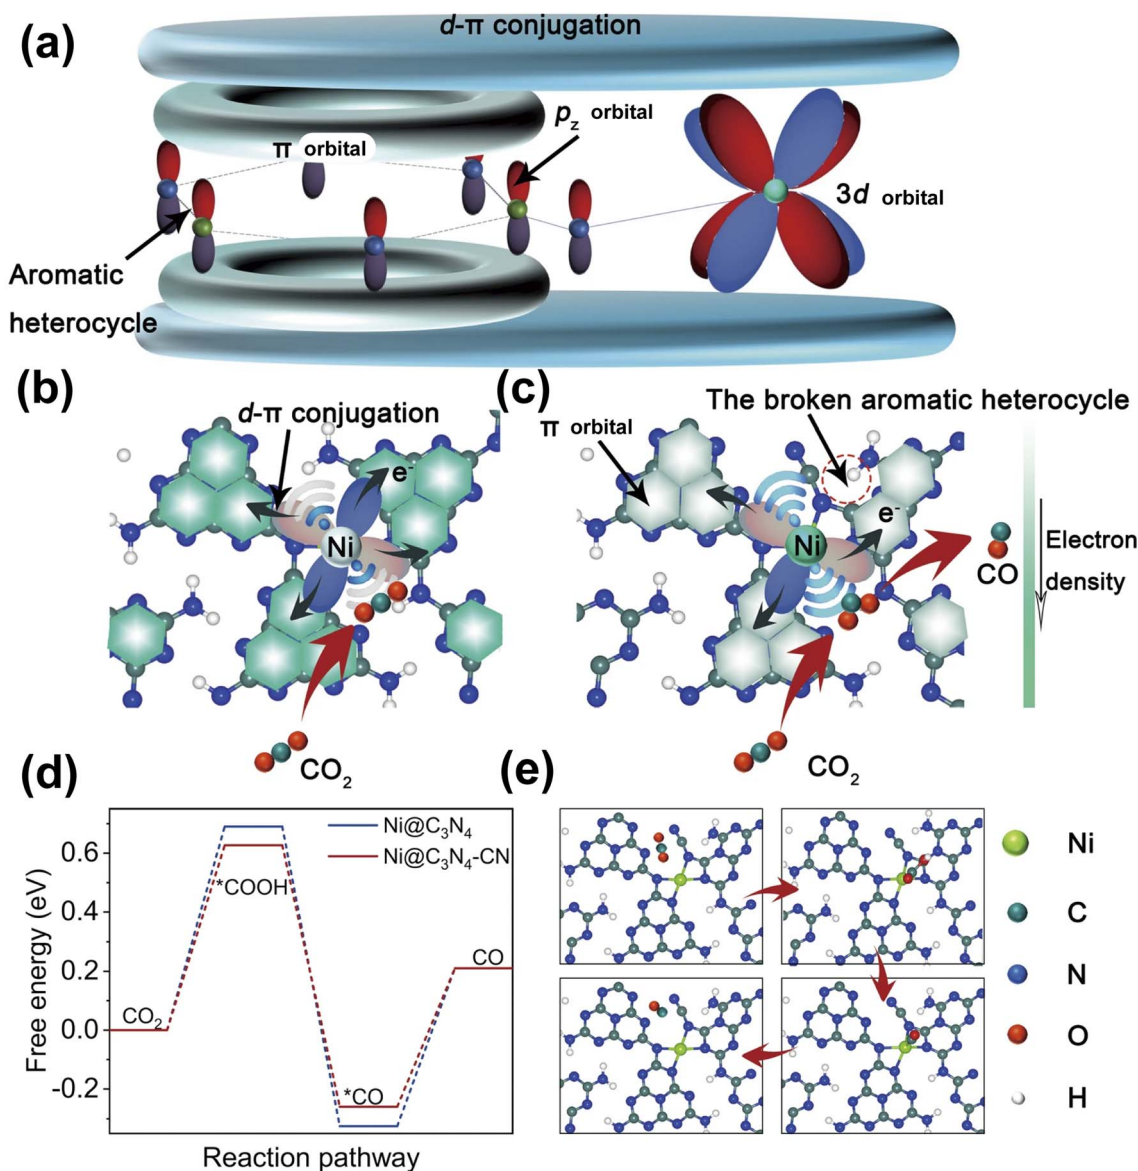 (a)
d-π conjugation
π orbital
p_z orbital
3d orbital
Aromatic
heterocycle
(b)
d-π conjugation
e⁻
Ni
CO₂
(c)
The broken aromatic heterocycle
π orbital
e⁻
Ni
CO
Electron
density
CO₂
(d)
Free energy (eV)
0.6
0.4
0.2
0.0
-0.2
Ni@C₃N₄
Ni@C₃N₄-CN
*COOH
CO
CO₂
*CO
Reaction pathway
(e)
Ni
C
N
O
H